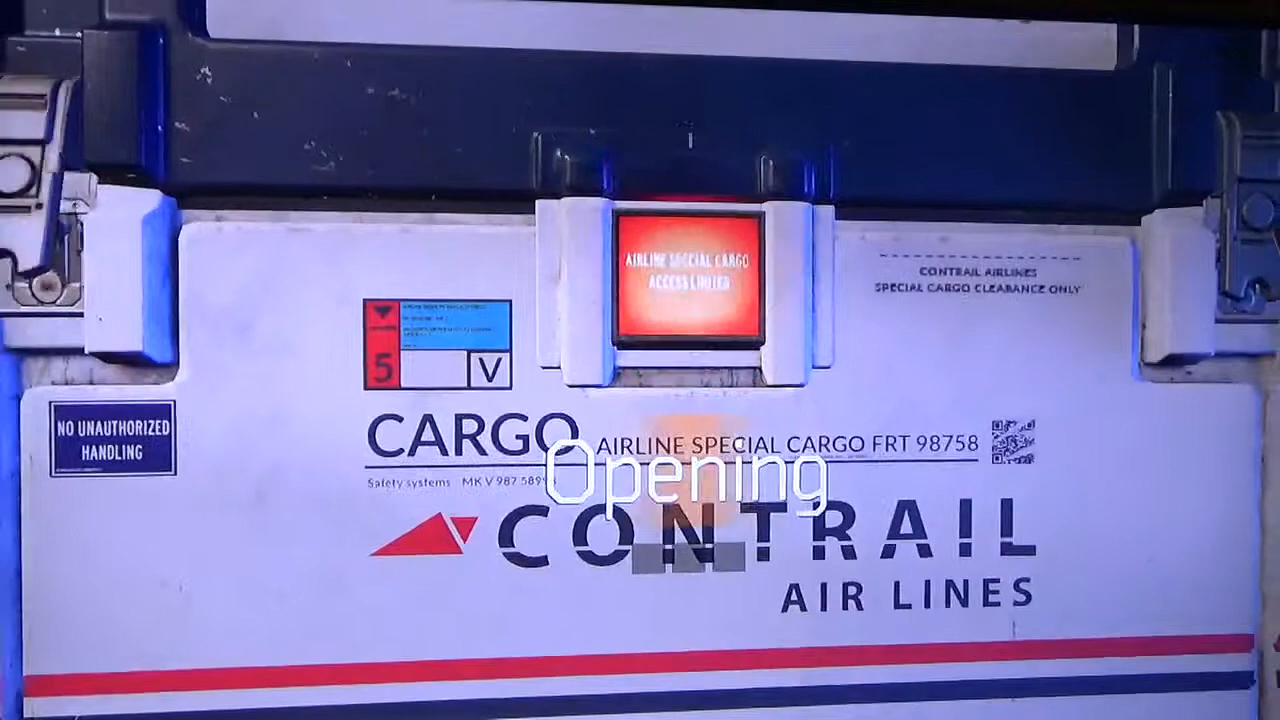 AIRLINE SPECIAL CARGO
ACCESS LIMITED
CONTRAIL AIRLINES
SPECIAL CARGO CLEARANCE ONLY
5
V
NO UNAUTHORIZED
HANDLING
CARGO AIRLINE SPECIAL CARGO FRT 98758
Safety systems MK V 987
Opening
CONTRAIL
AIR LINES